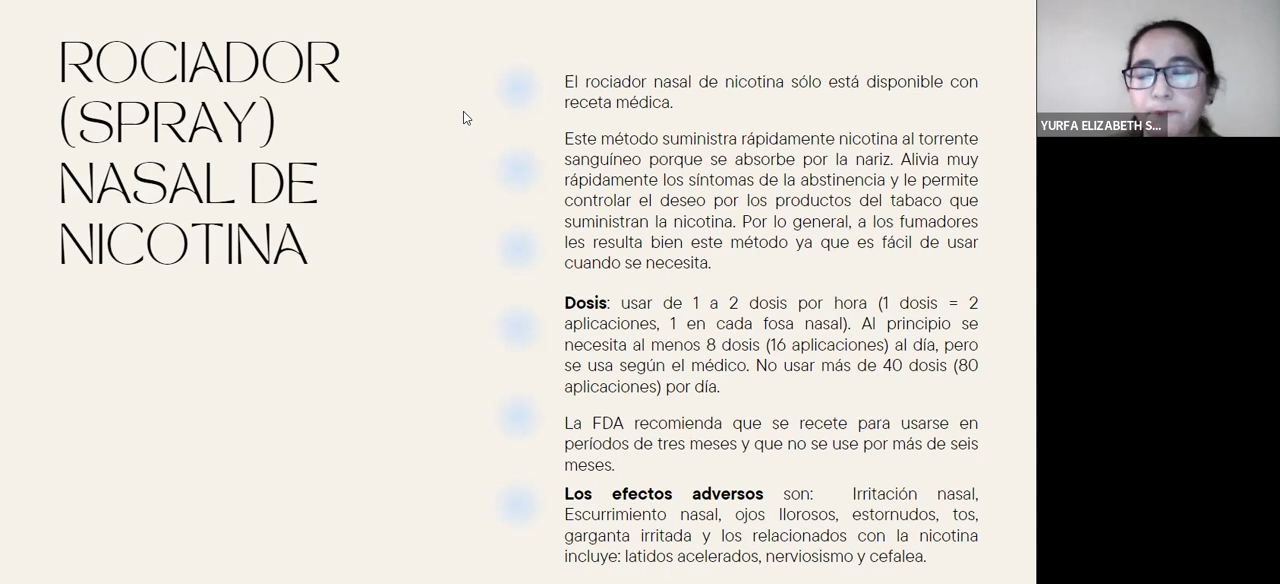 ROCIADOR
(SPRAY)
NASAL DE
NICOTINA
El rociador nasal de nicotina sólo está disponible con
receta médica.
Este método suministra rápidamente nicotina al torrente
sanguíneo porque se absorbe por la nariz. Alivia muy
rápidamente los síntomas de la abstinencia y le permite
controlar el deseo por los productos del tabaco que
suministran la nicotina. Por lo general, a los fumadores
les resulta bien este método ya que es fácil de usar
cuando se necesita.
Dosis: usar de 1 a 2 dosis por hora (1 dosis = 2
aplicaciones, 1 en cada fosa nasal). Al principio se
necesita al menos 8 dosis (16 aplicaciones) al día, pero
se usa según el médico. No usar más de 40 dosis (80
aplicaciones) por día.
La FDA recomienda que se recete para usarse en
períodos de tres meses y que no se use por más de seis
meses.
Los efectos adversos son: Irritación nasal,
Escurrimiento nasal, ojos llorosos, estornudos, tos,
garganta irritada y los relacionados con la nicotina
incluye: latidos acelerados, nerviosismo y cefalea.
YURFA ELIZABETH S...